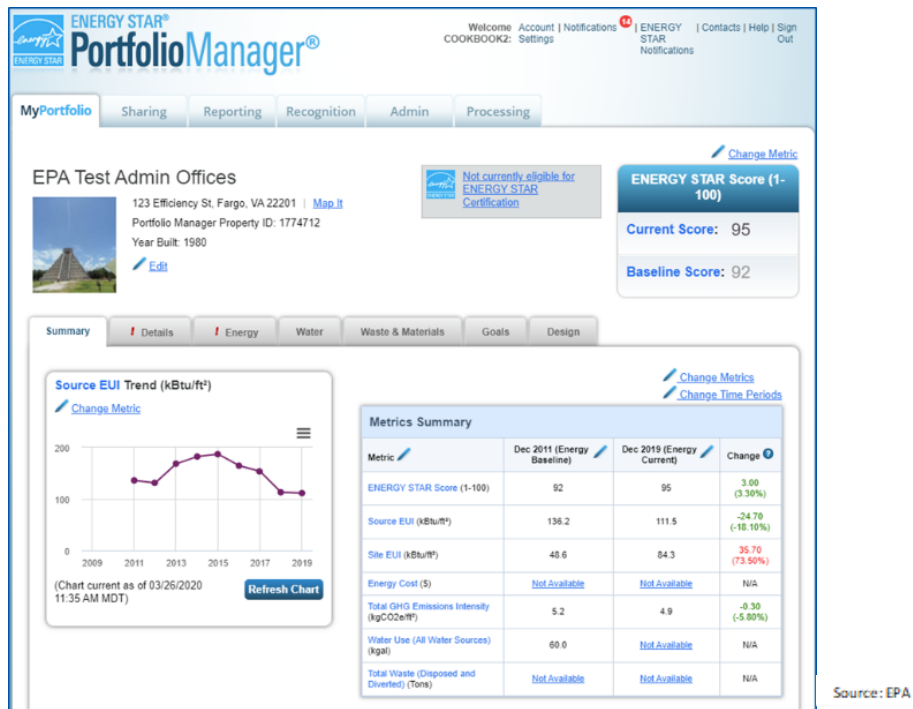 ENERGY STAR®
PortfolioManager®
energy
ENERGY STAR
Welcome
COOKBOOK2:
Account
Settings
| Notifications 14
| ENERGY
STAR
Notifications
| Contacts | Help | Sign
Out
MyPortfolio
Sharing
Reporting
Recognition
Admin
Processing
Change Metric
EPA Test Admin Offices
123 Efficiency St, Fargo, VA 22201 | Map It
Portfolio Manager Property ID: 1774712
Year Built: 1980
Edit
Not currently eligible for
ENERGY STAR
Certification
ENERGY STAR Score (1-
100)
Current Score: 95
Baseline Score: 92
Summary
! Details
! Energy
Water
Waste & Materials
Goals
Design
Source EUI Trend (kBtu/ft²)
Change Metric
200
100
0
2009 2011 2013 2015 2017 2019
(Chart current as of 03/26/2020
11:35 AM MDT)
Refresh Chart
Change Metrics
Change Time Periods
Metrics Summary
Metric
Dec 2011 (Energy
Baseline)
Dec 2019 (Energy
Current)
Change ?
ENERGY STAR Score (1-100) 92 95 3.00
(3.30%)
Source EUI (kBtu/ft²) 136.2 111.5 -24.70
(-18.10%)
Site EUI (kBtu/ft²) 48.6 84.3 35.70
(73.50%)
Energy Cost ($) Not Available Not Available N/A
Total GHG Emissions Intensity
(kgCO2e/ft²) 5.2 4.9 -0.30
(-5.80%)
Water Use (All Water Sources)
(kgal) 60.0 Not Available N/A
Total Waste (Disposed and
Diverted) (Tons) Not Available Not Available N/A
Source: EPA